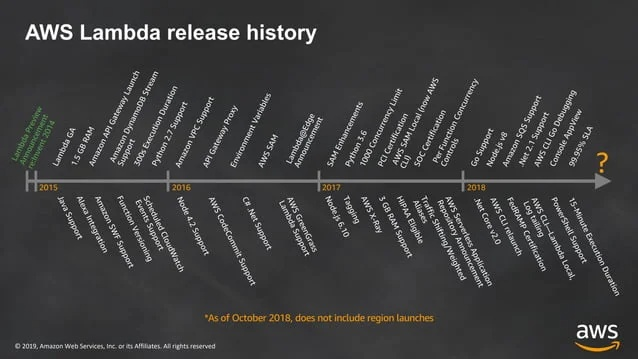 AWS Lambda release history
Lambda Preview
Announcement
re:Invent 2014
Lambda GA
1.5 GB RAM
Amazon API Gateway Launch
Amazon DynamoDB Stream
Support
300s Execution Duration
Python 2.7 Support
Amazon VPC Support
API Gateway Proxy
Environment Variables
AWS SAM
Lambda@Edge
Announcement
SAM Enhancements
Python 3.6
1000 Concurrency Limit
PCI Certification
AWS SAM Local (now AWS
CLI)
SOC Certification
Per Function Concurrency
Controls
Go Support
Node.js v8
Amazon SQS Support
.Net 2.1 Support
AWS CLI Go Debugging
Console AppView
99.95% SLA
?
2015
2016
2017
2018
Java Support
Alexa Integration
Amazon SWF Support
Function Versioning
Scheduled CloudWatch
Events Support
Node 4.2 Support
AWS CodeCommit Support
C# .Net Support
AWS GreenGrass
Lambda Support
Node.js 6.10
Tagging
AWS X-Ray
3 GB RAM Support
HIPAA Eligible
Traffic Shifting/Weighted
Aliases
AWS Serverless Application
Repository Announcement
.Net Core v2.0
AWS CLI relaunch
FedRAMP Certification
AWS CLI—Lambda Local,
Log tailing
PowerShell Support
15-Minute Execution Duration
*As of October 2018, does not include region launches
© 2019, Amazon Web Services, Inc. or its Affiliates. All rights reserved
aws